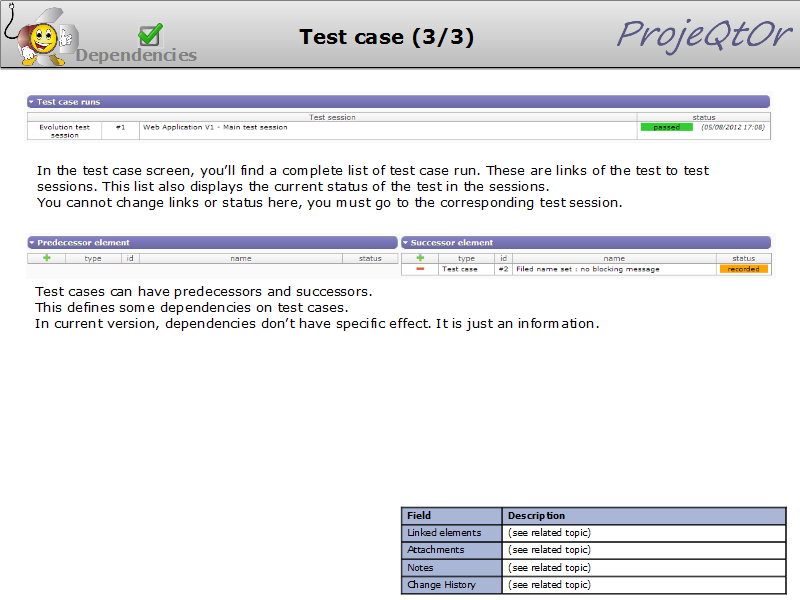 Dependencies
Test case (3/3)
ProjeQtOr
Test case runs
Test session status
Evolution test session #1 Web Application V1 - Main test session passed (05/08/2012 17:08)
In the test case screen, you’ll find a complete list of test case run. These are links of the test to test
sessions. This list also displays the current status of the test in the sessions.
You cannot change links or status here, you must go to the corresponding test session.
Predecessor element
type id name status
Successor element
type id name status
Test case #2 Filed name set : no blocking message recorded
Test cases can have predecessors and successors.
This defines some dependencies on test cases.
In current version, dependencies don’t have specific effect. It is just an information.
Field Description
Linked elements (see related topic)
Attachments (see related topic)
Notes (see related topic)
Change History (see related topic)